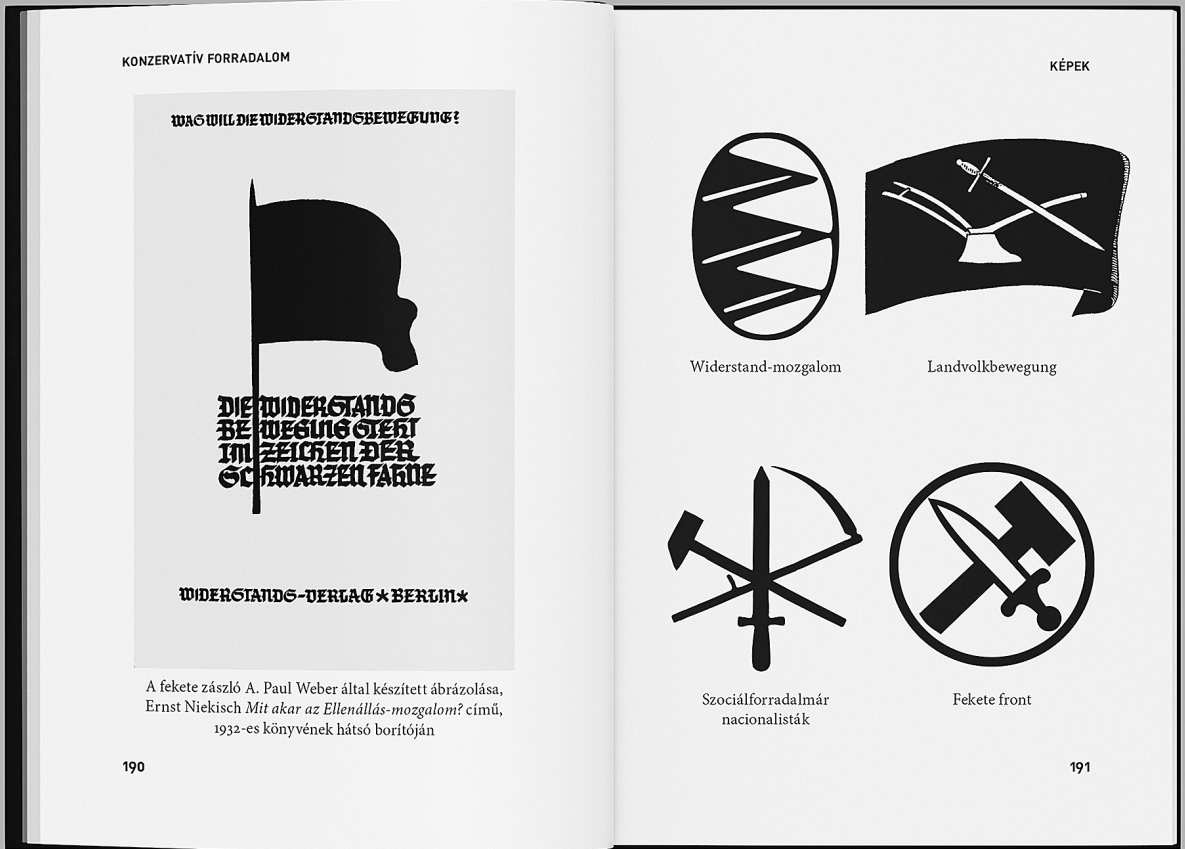 KONZERVATÍV FORRADALOM
WAS WILL DIE WIDERSTANDSBEWEGUNG?
DIE WIDERSTANDS
BEWEGUNG STEHT
IM ZEICHEN DER
SCHWARZEN FAHNE
WIDERSTANDS-VERLAG ★ BERLIN ★
A fekete zászló A. Paul Weber által készített ábrázolása,
Ernst Niekisch Mit akar az Ellenállás-mozgalom? című,
1932-es könyvének hátsó borítóján
190
KÉPEK
Widerstand-mozgalom
Landvolkbewegung
Szociálforradalmár
nacionalisták
Fekete front
191